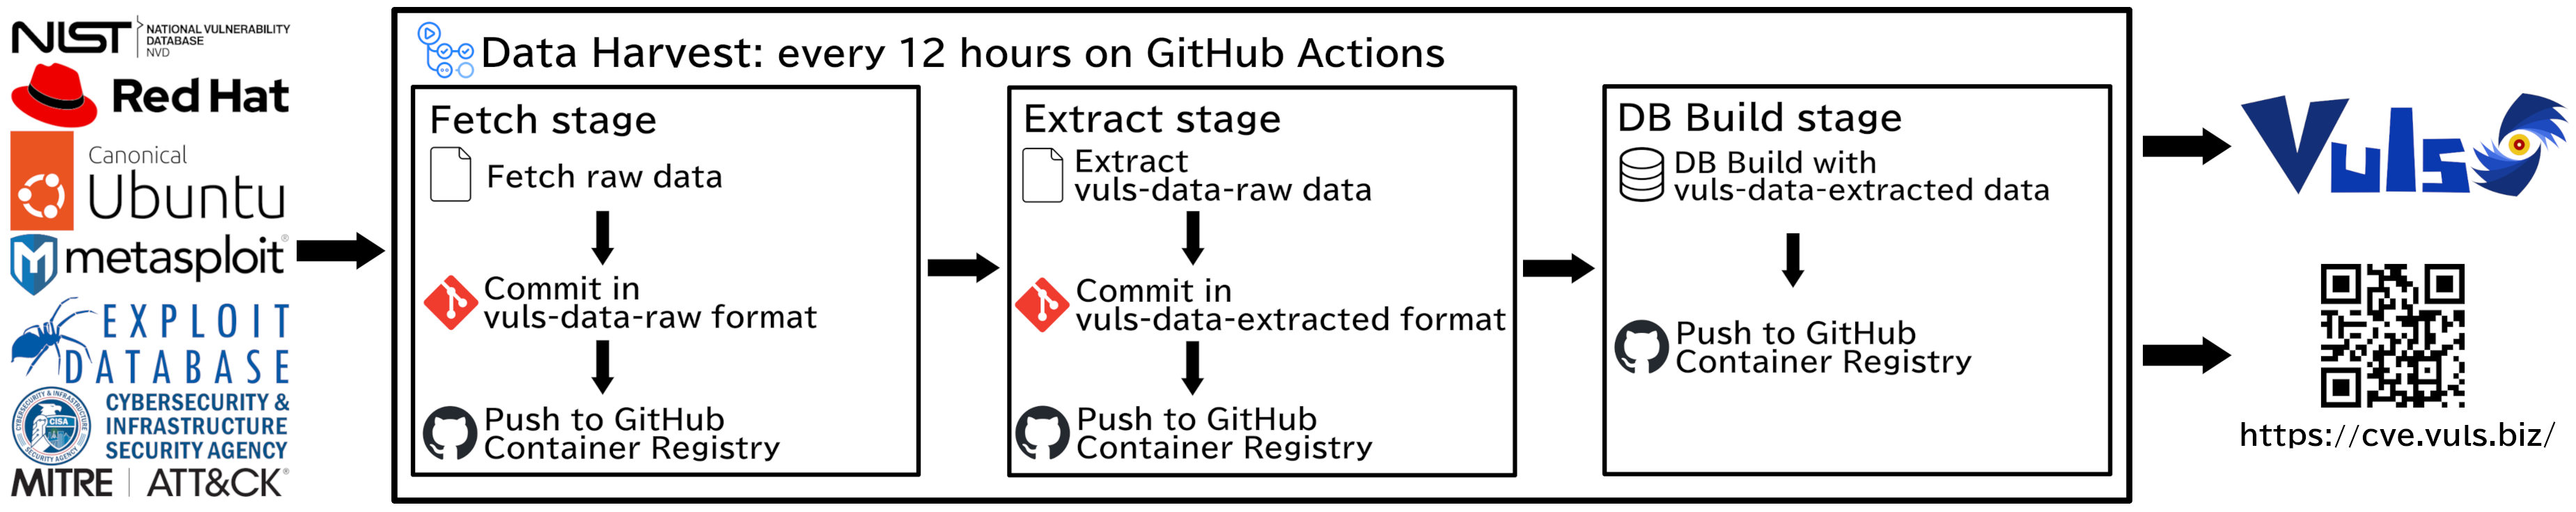 NIST NATIONAL VULNERABILITY
DATABASE
NVD
Red Hat
Canonical
Ubuntu
metasploit®
EXPLOIT
DATABASE
CYBERSECURITY &
INFRASTRUCTURE
SECURITY AGENCY
CYBERSECURITY & INFRASTRUCTURE
CISA
SECURITY AGENCY
MITRE | ATT&CK®
Data Harvest: every 12 hours on GitHub Actions
Fetch stage
Fetch raw data
Commit in
vuls-data-raw format
Push to GitHub
Container Registry
Extract stage
Extract
vuls-data-raw data
Commit in
vuls-data-extracted format
Push to GitHub
Container Registry
DB Build stage
DB Build with
vuls-data-extracted data
Push to GitHub
Container Registry
Vuls
https://cve.vuls.biz/